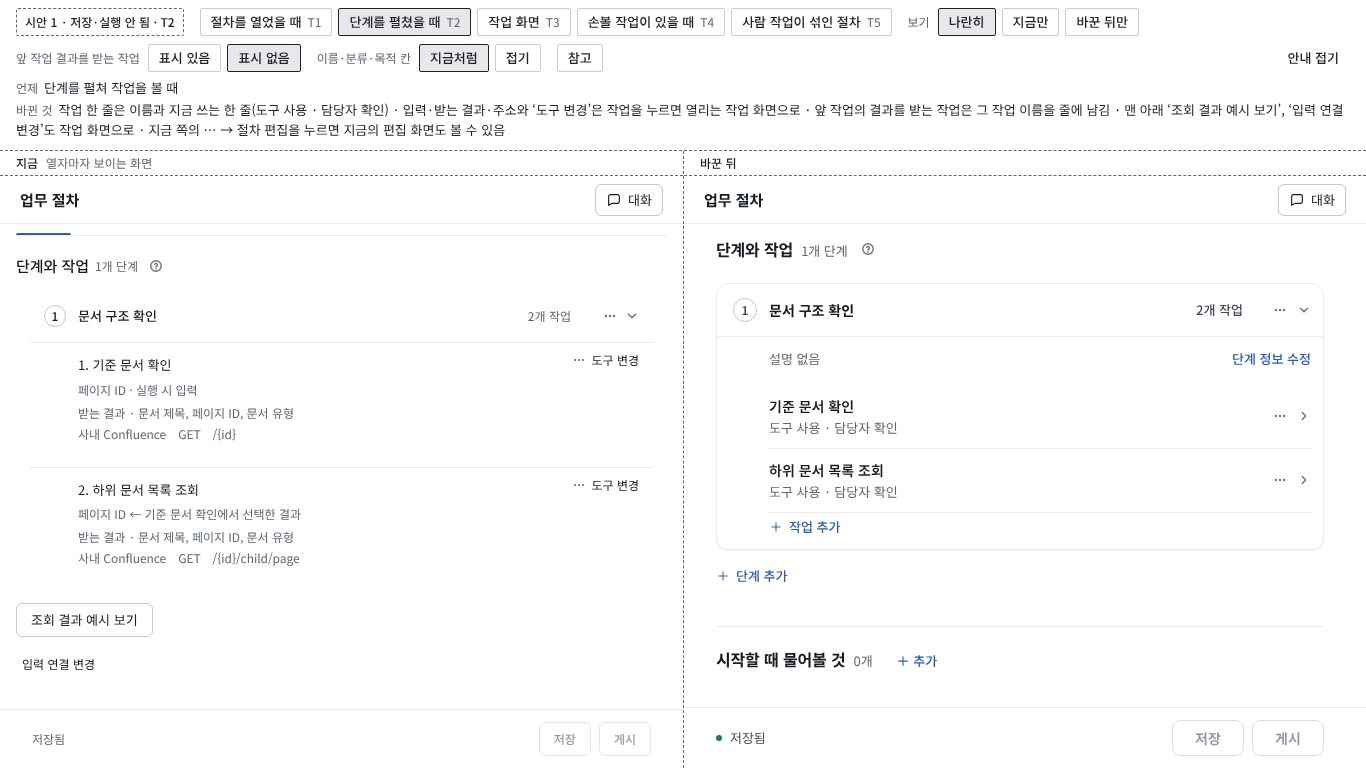 시안 1 · 저장·실행 안 됨 · T2 절차를 열었을 때 T1 단계를 펼쳤을 때 T2 작업 화면 T3 손볼 작업이 있을 때 T4 사람 작업이 섞인 절차 T5 보기 나란히 지금만 바꾼 뒤만
앞 작업 결과를 받는 작업 표시 있음 표시 없음 이름·분류·목적 칸 지금처럼 접기 참고 안내 접기
언제 단계를 펼쳐 작업을 볼 때
바뀐 것 작업 한 줄은 이름과 지금 쓰는 한 줄(도구 사용 · 담당자 확인) · 입력·받는 결과·주소와 ‘도구 변경’은 작업을 누르면 열리는 작업 화면으로 · 앞 작업의 결과를 받는 작업은 그 작업 이름을 줄에 남김 · 맨 아래 ‘조회 결과 예시 보기’, ‘입력 연결
변경’도 작업 화면으로 · 지금 쪽의 ··· → 절차 편집을 누르면 지금의 편집 화면도 볼 수 있음
지금 열자마자 보이는 화면
업무 절차
대화
단계와 작업 1개 단계
1 문서 구조 확인 2개 작업 ···
1. 기준 문서 확인 ··· 도구 변경
페이지 ID · 실행 시 입력
받는 결과 · 문서 제목, 페이지 ID, 문서 유형
사내 Confluence GET /{id}
2. 하위 문서 목록 조회 ··· 도구 변경
페이지 ID ← 기준 문서 확인에서 선택한 결과
받는 결과 · 문서 제목, 페이지 ID, 문서 유형
사내 Confluence GET /{id}/child/page
조회 결과 예시 보기
입력 연결 변경
저장됨 저장 게시
바꾼 뒤
업무 절차
대화
단계와 작업 1개 단계
1 문서 구조 확인 2개 작업 ···
설명 없음 단계 정보 수정
기준 문서 확인 ···
도구 사용 · 담당자 확인
하위 문서 목록 조회 ···
도구 사용 · 담당자 확인
+ 작업 추가
+ 단계 추가
시작할 때 물어볼 것 0개 + 추가
저장됨 저장 게시